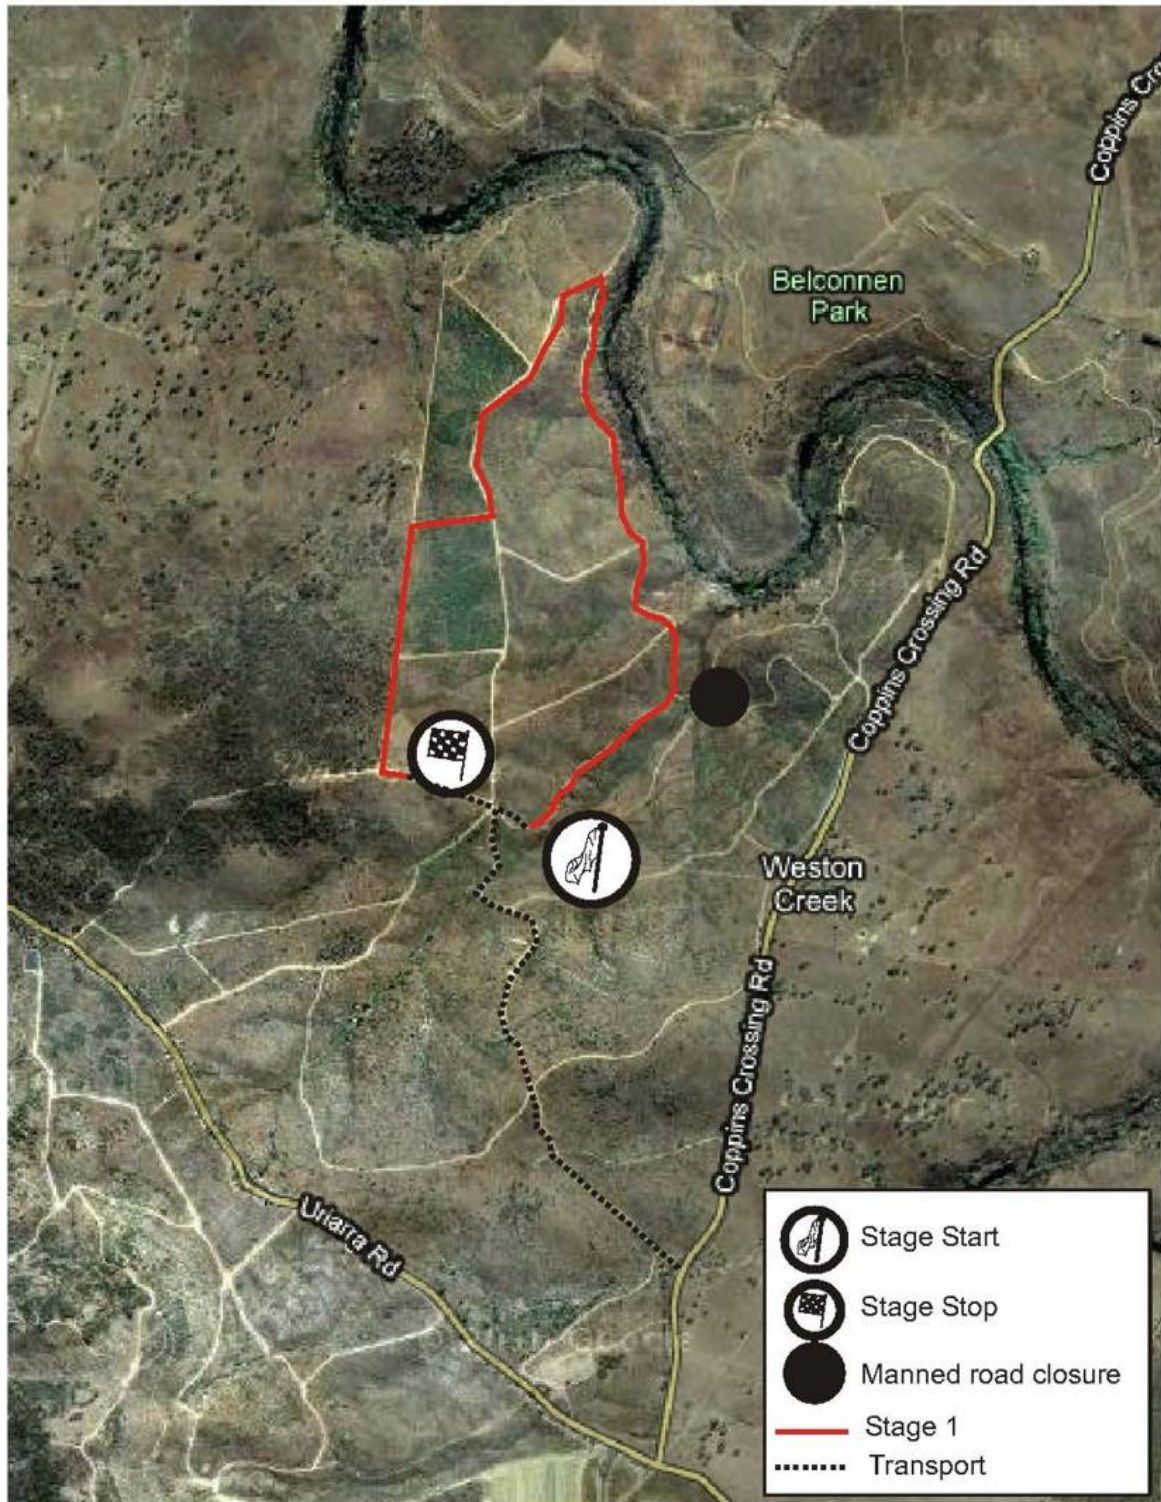 Coppins Cre
Belconnen
Park
Coppins Crossing Rd
Weston
Creek
Coppins Crossing Rd
Uriarra Rd
Stage Start
Stage Stop
Manned road closure
Stage 1
Transport